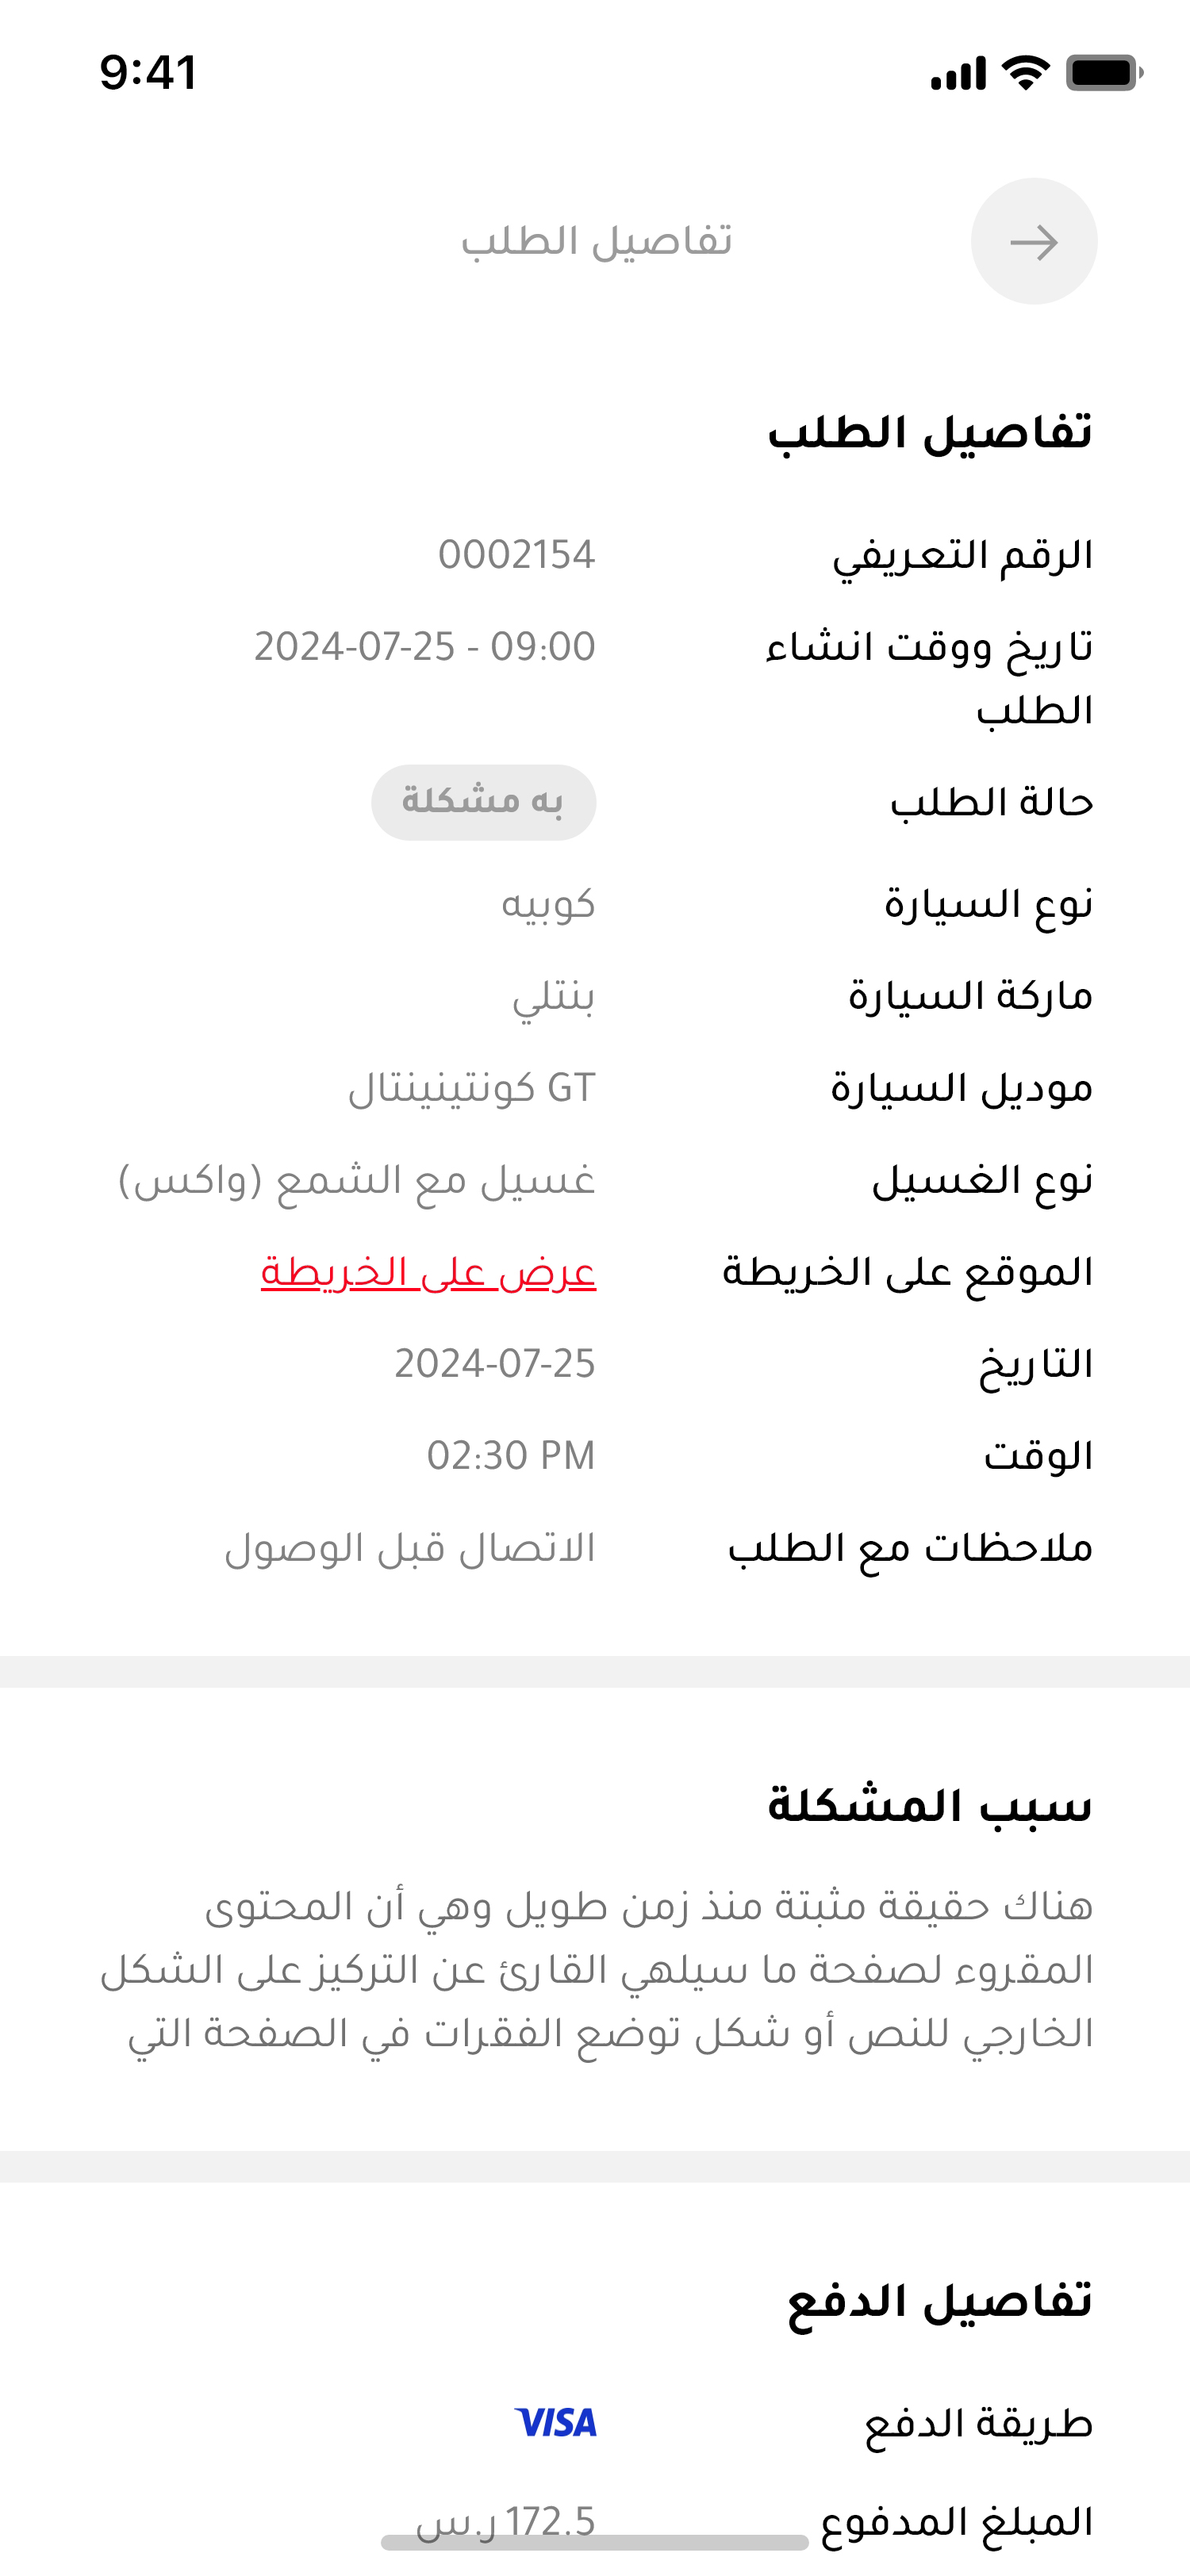 9:41
تفاصيل الطلب
تفاصيل الطلب
الرقم التعريفي 0002154
تاريخ ووقت انشاء 2024-07-25 - 09:00
الطلب
حالة الطلب به مشكلة
نوع السيارة كوبيه
ماركة السيارة بنتلي
موديل السيارة GT كونتينينتال
نوع الغسيل غسيل مع الشمع (واكس)
الموقع على الخريطة عرض على الخريطة
التاريخ 2024-07-25
الوقت 02:30 PM
ملاحظات مع الطلب الاتصال قبل الوصول
سبب المشكلة
هناك حقيقة مثبتة منذ زمن طويل وهي أن المحتوى
المقروء لصفحة ما سيلهي القارئ عن التركيز على الشكل
الخارجي للنص أو شكل توضع الفقرات في الصفحة التي
تفاصيل الدفع
طريقة الدفع VISA
المبلغ المدفوع 172.5 ر.س